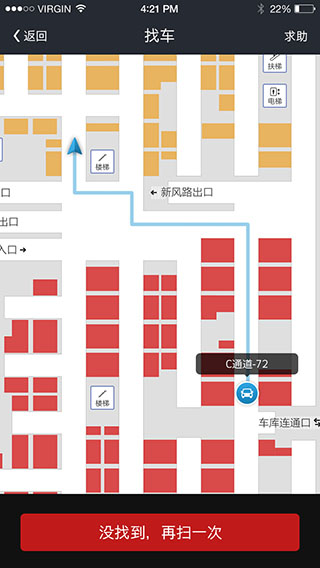 VIRGIN 4:21 PM 22%
返回 找车 求助
扶梯
电梯
楼梯
口
新风路出口
出口
入口
C通道-72
楼梯
车库连通口
没找到，再扫一次